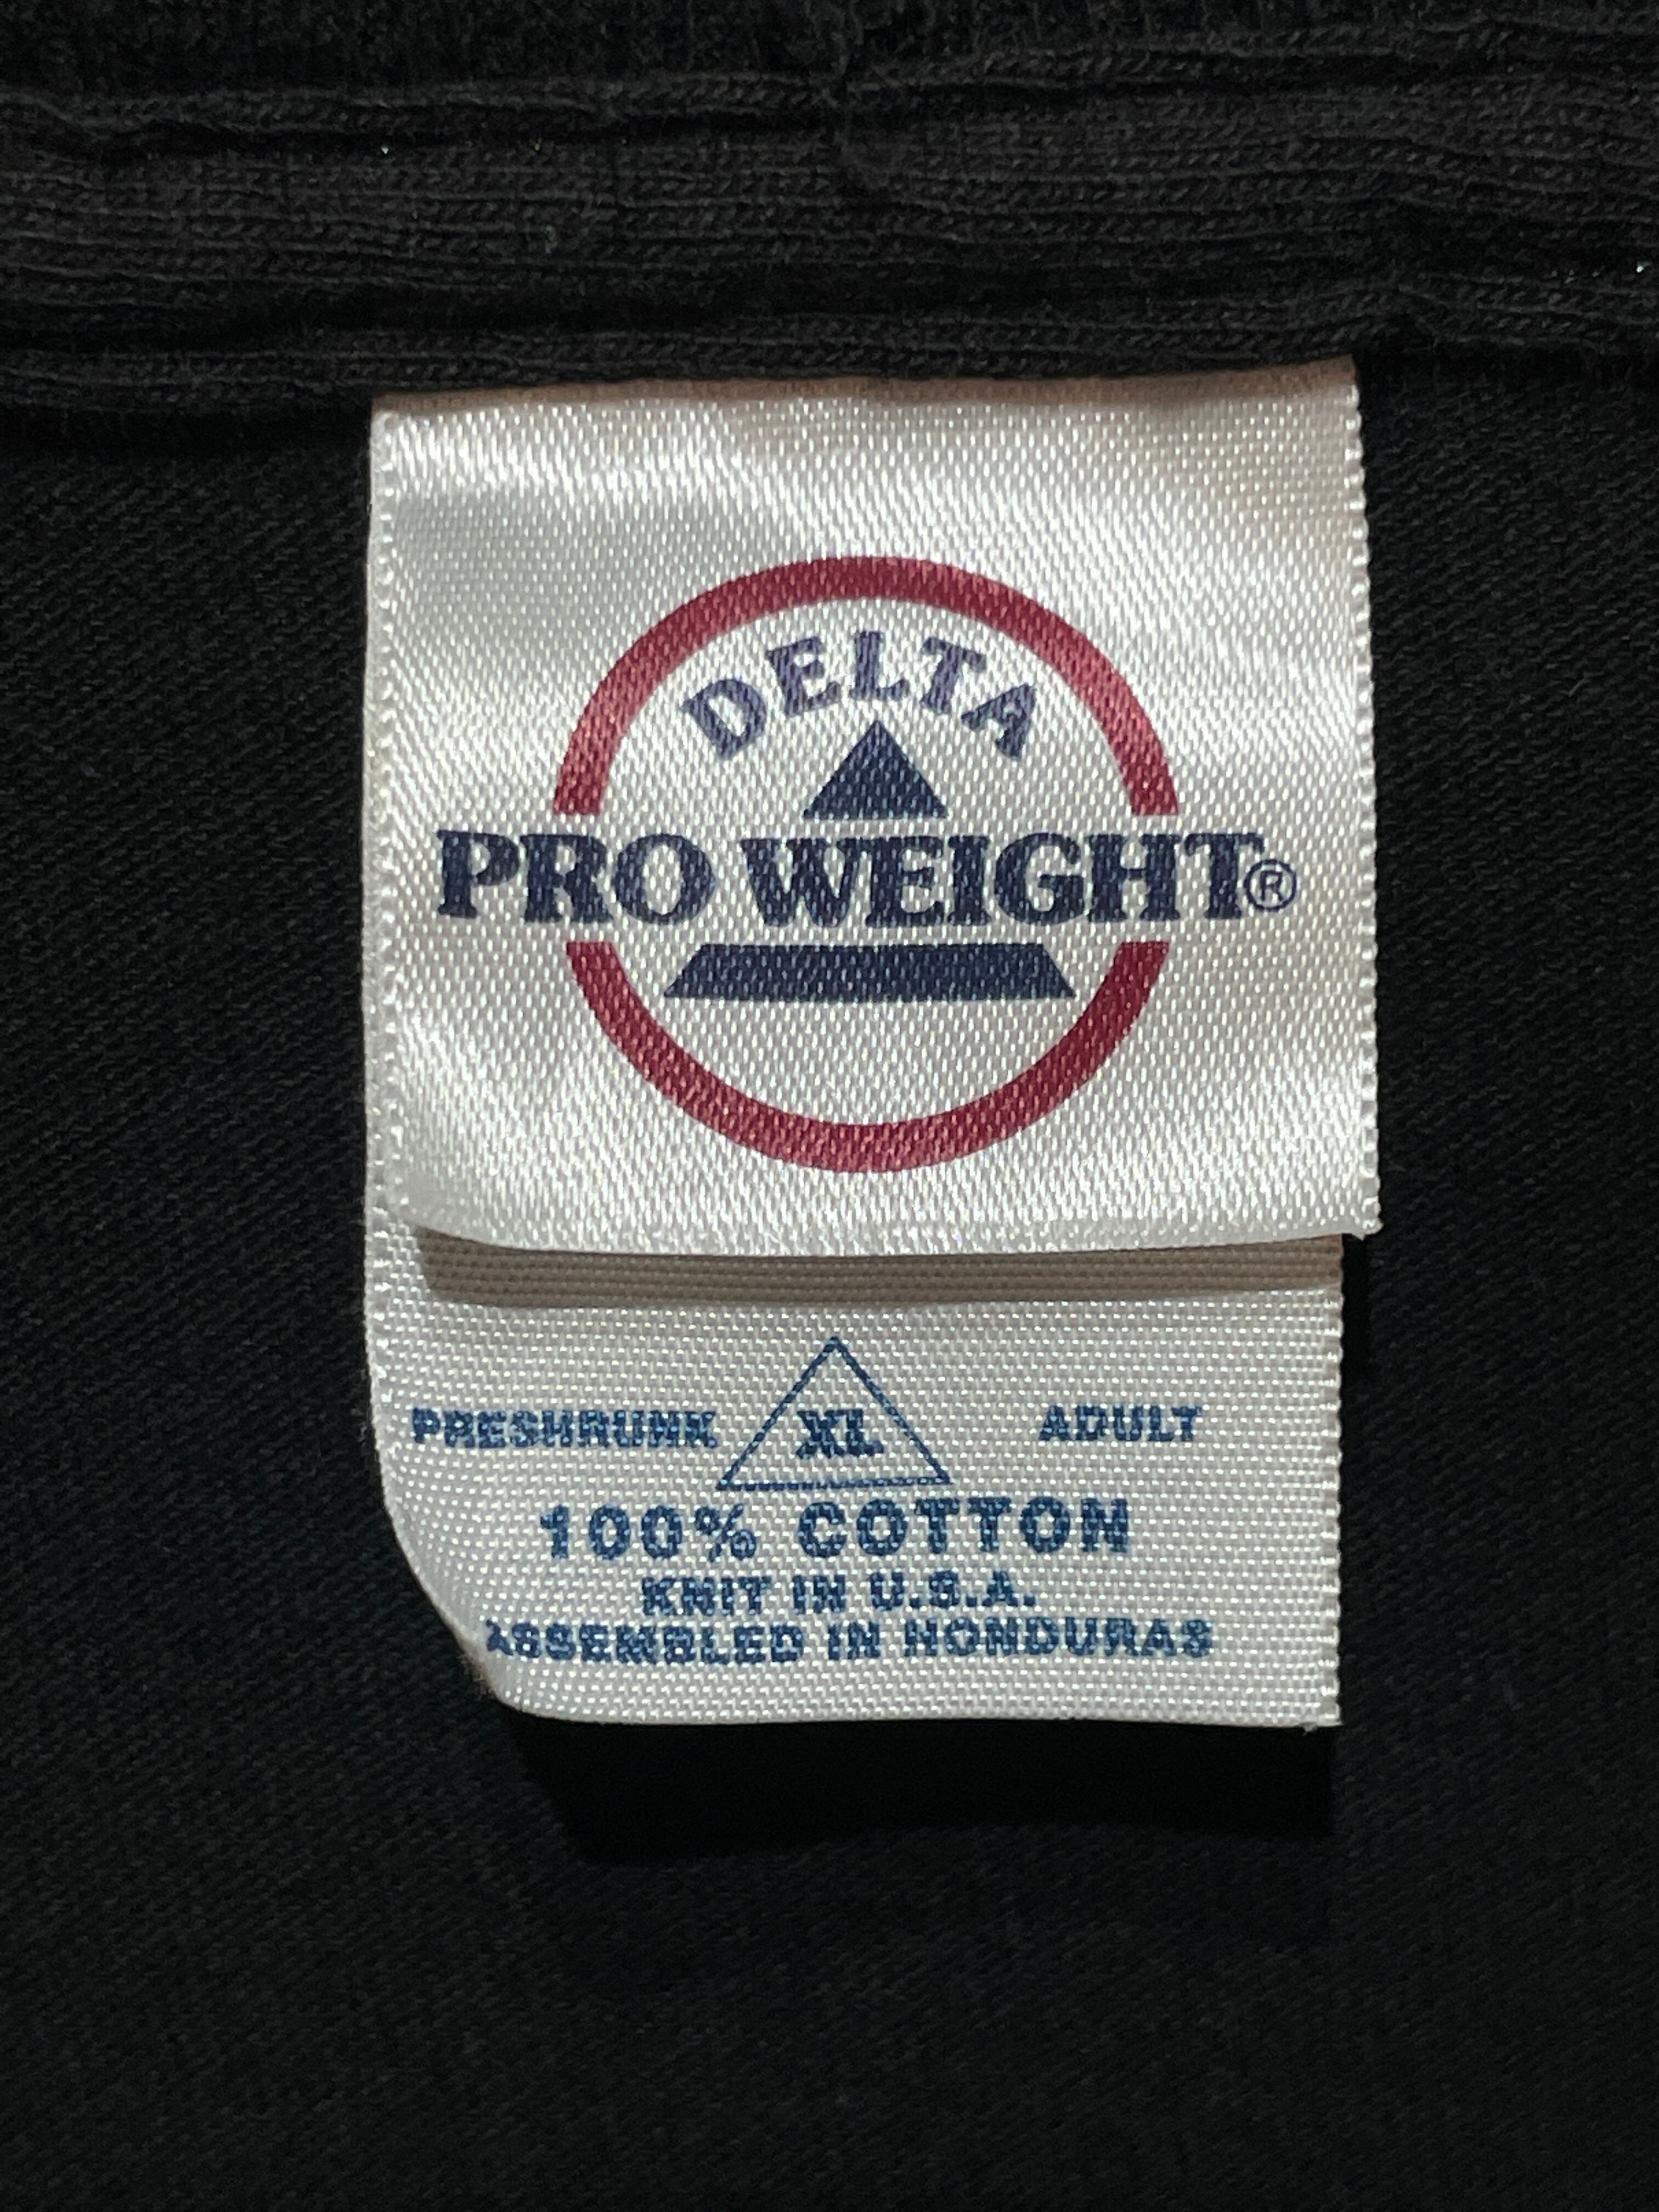 DELTA
PRO WEIGHT®
XL
PRESHRUNK ADULT
100% COTTON
KNIT IN U.S.A.
ASSEMBLED IN HONDURAS